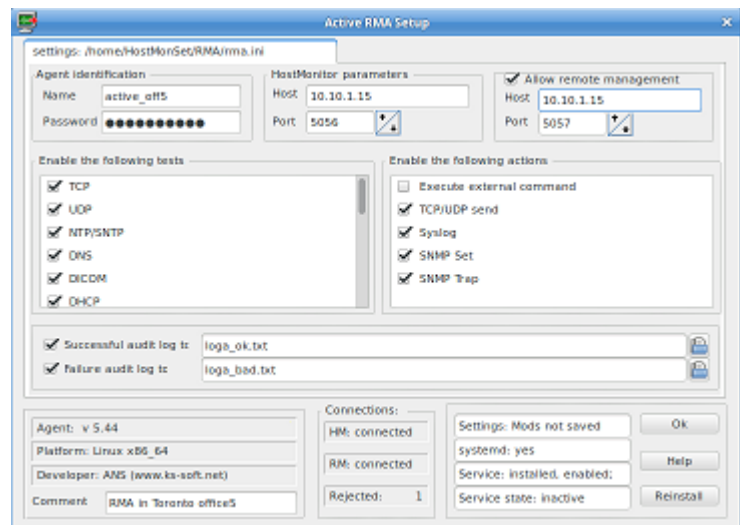 Active RMA Setup
settings: /home/HostMonSet/RMA/rma.ini
Agent identification
Name active_off5
Password
HostMonitor parameters
Host 10.10.1.15
Port 5056
Allow remote management
Host 10.10.1.15
Port 5057
Enable the following tests
TCP
UDP
NTP/SNTP
DNS
DICOM
DHCP
Enable the following actions
Execute external command
TCP/UDP send
Syslog
SNMP Set
SNMP Trap
Successful audit log to loga_ok.txt
Failure audit log to loga_bad.txt
Agent: v 5.44
Platform: Linux x86_64
Developer: ANS (www.ks-soft.net)
Comment RMA in Toronto office5
Connections:
HM: connected
RM: connected
Rejected: 1
Settings: Mods not saved
systemd: yes
Service: installed, enabled;
Service state: inactive
Ok
Help
Reinstall